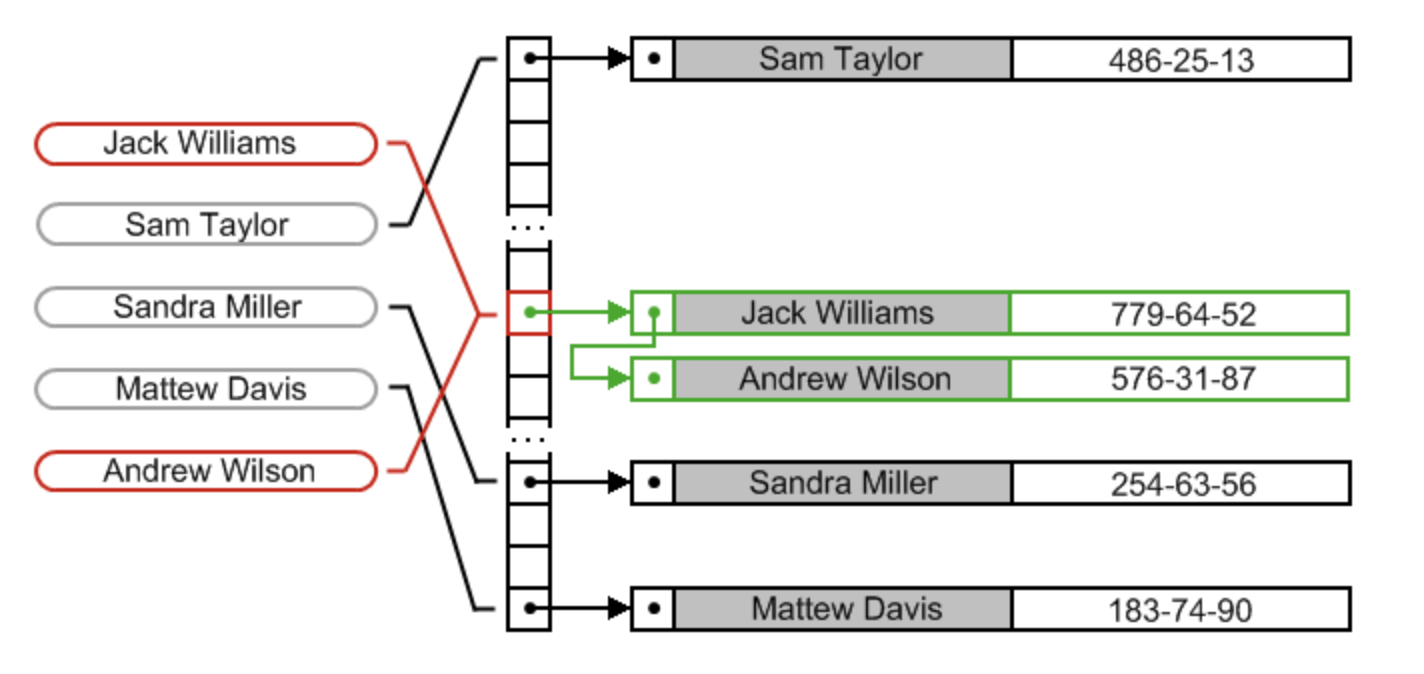 Sam Taylor 486-25-13
Jack Williams
Sam Taylor
...
Sandra Miller
Jack Williams 779-64-52
Mattew Davis
Andrew Wilson 576-31-87
...
Andrew Wilson
Sandra Miller 254-63-56
Mattew Davis 183-74-90